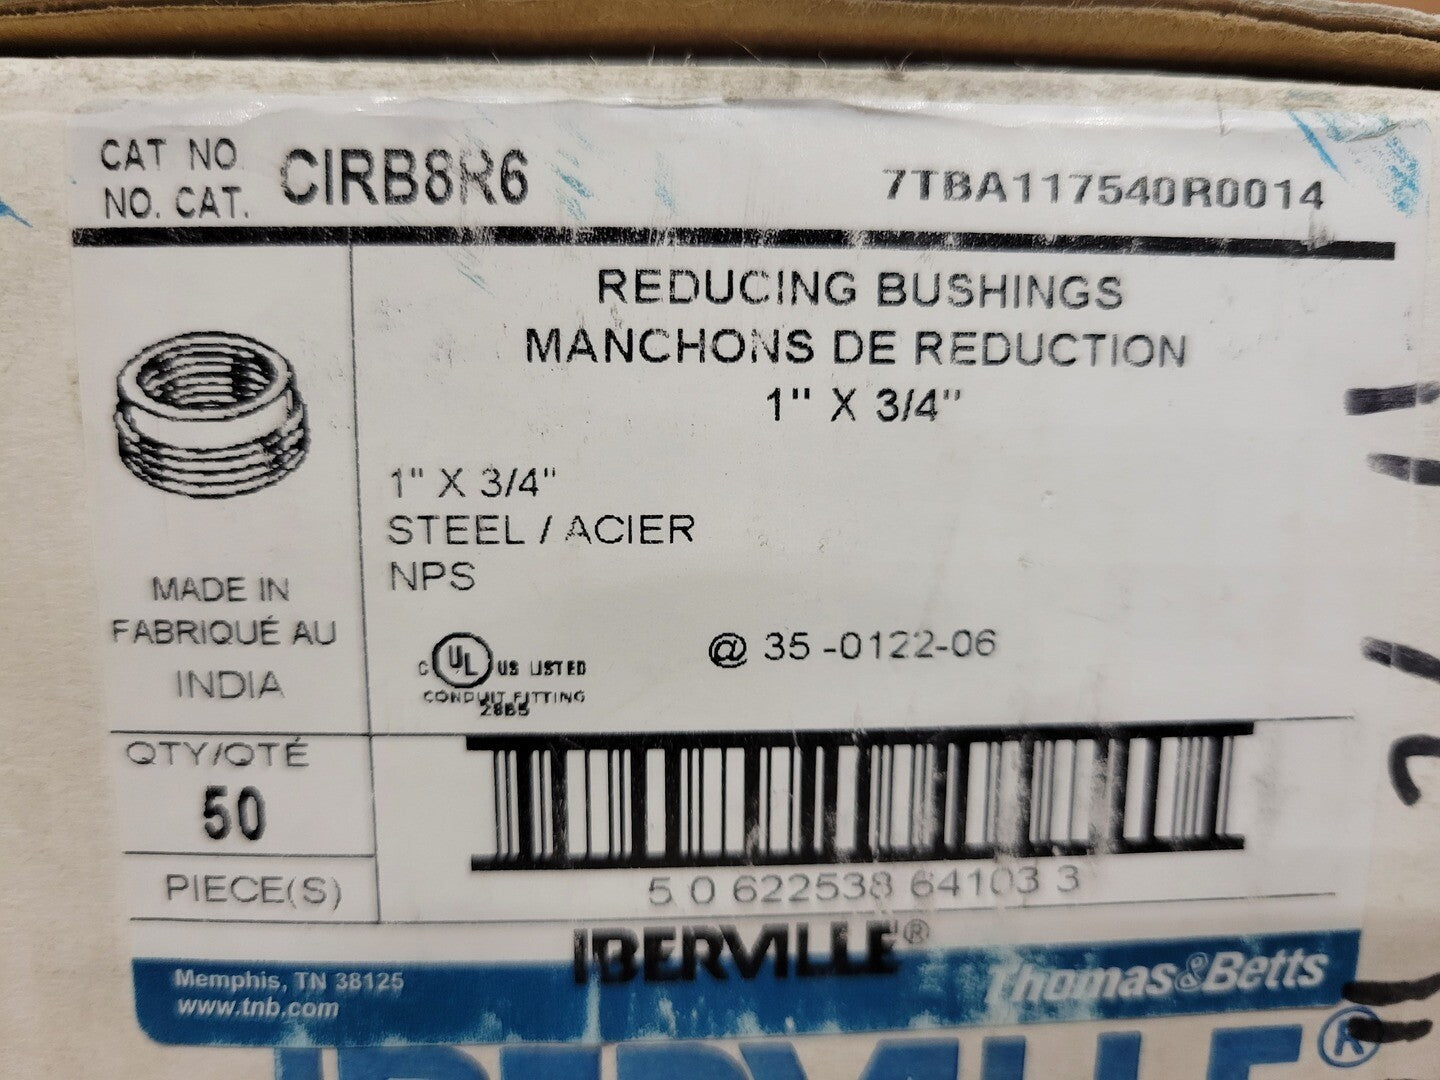 CAT NO.
NO. CAT.
CIRB8R6
7TBA117540R0014
REDUCING BUSHINGS
MANCHONS DE REDUCTION
1" X 3/4"
1" X 3/4"
STEEL / ACIER
NPS
MADE IN
FABRIQUÉ AU
INDIA
C UL US LISTED
CONDUIT FITTING
@ 35 -0122-06
QTY/QTÉ
50
PIECE(S)
5 0 622538 64103 3
IBERVILLE®
Memphis, TN 38125
www.tnb.com
Thomas&Betts
IBERVILLE®